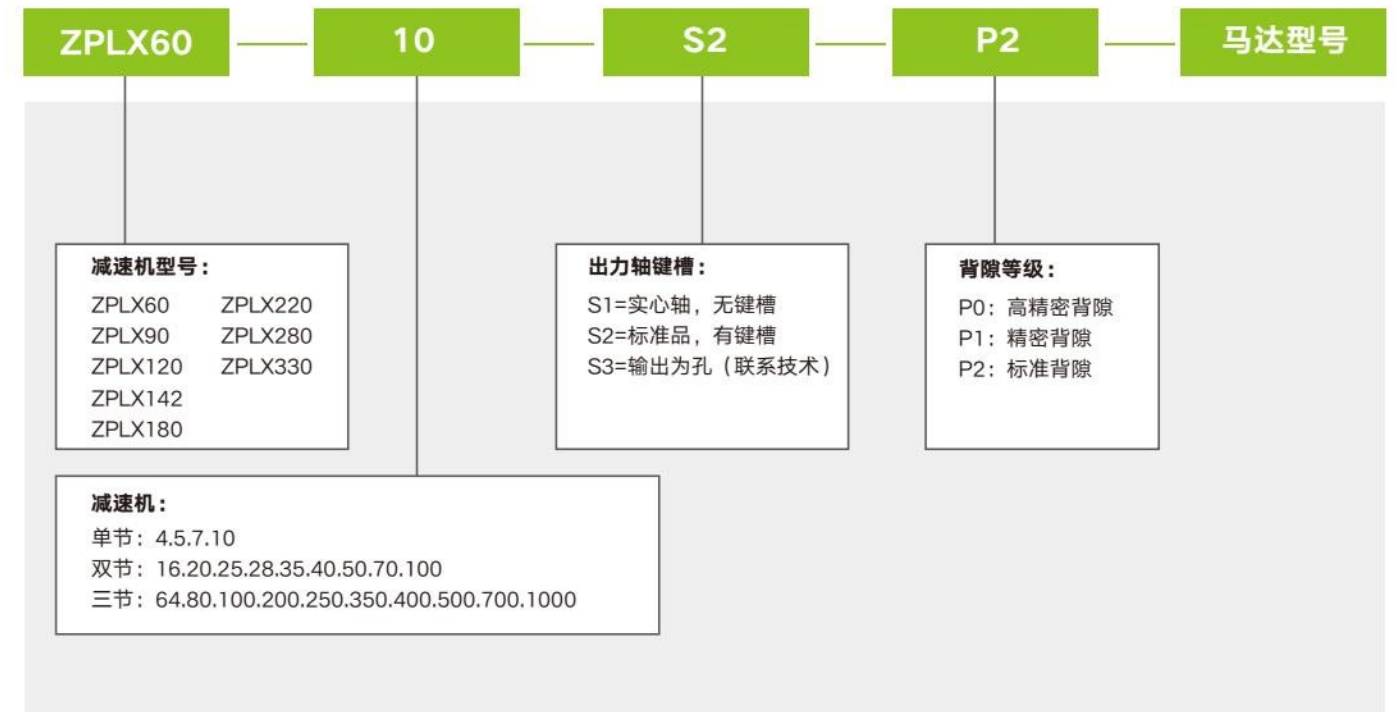 ZPLX60 10 S2 P2 马达型号
减速机型号：
ZPLX60 ZPLX220
ZPLX90 ZPLX280
ZPLX120 ZPLX330
ZPLX142
ZPLX180
出力轴键槽：
S1=实心轴，无键槽
S2=标准品，有键槽
S3=输出为孔（联系技术）
背隙等级：
P0：高精密背隙
P1：精密背隙
P2：标准背隙
减速机：
单节：4.5.7.10
双节：16.20.25.28.35.40.50.70.100
三节：64.80.100.200.250.350.400.500.700.1000